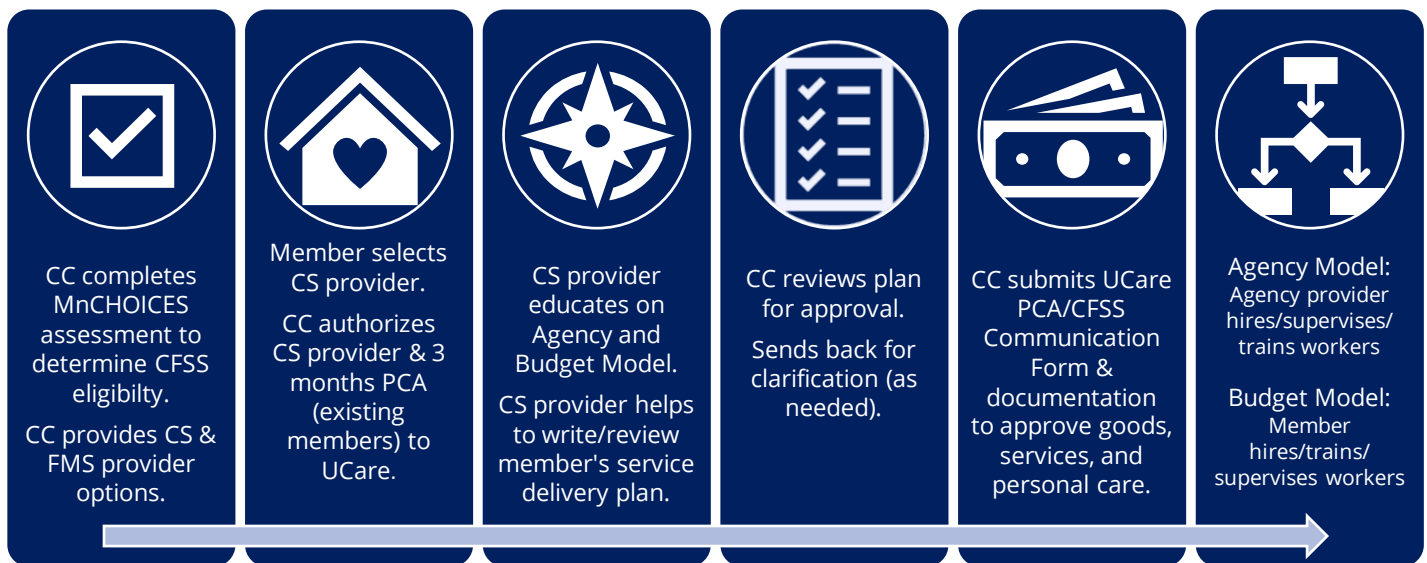 CC completes
MnCHOICES
assessment to
determine CFSS
eligibilty.
CC provides CS &
FMS provider
options.
Member selects
CS provider.
CC authorizes
CS provider & 3
months PCA
(existing
members) to
UCare.
CS provider
educates on
Agency and
Budget Model.
CS provider helps
to write/review
member's service
delivery plan.
CC reviews plan
for approval.
Sends back for
clarification (as
needed).
CC submits UCare
PCA/CFSS
Communication
Form &
documentation
to approve goods,
services, and
personal care.
Agency Model:
Agency provider
hires/supervises/
trains workers
Budget Model:
Member
hires/trains/
supervises workers